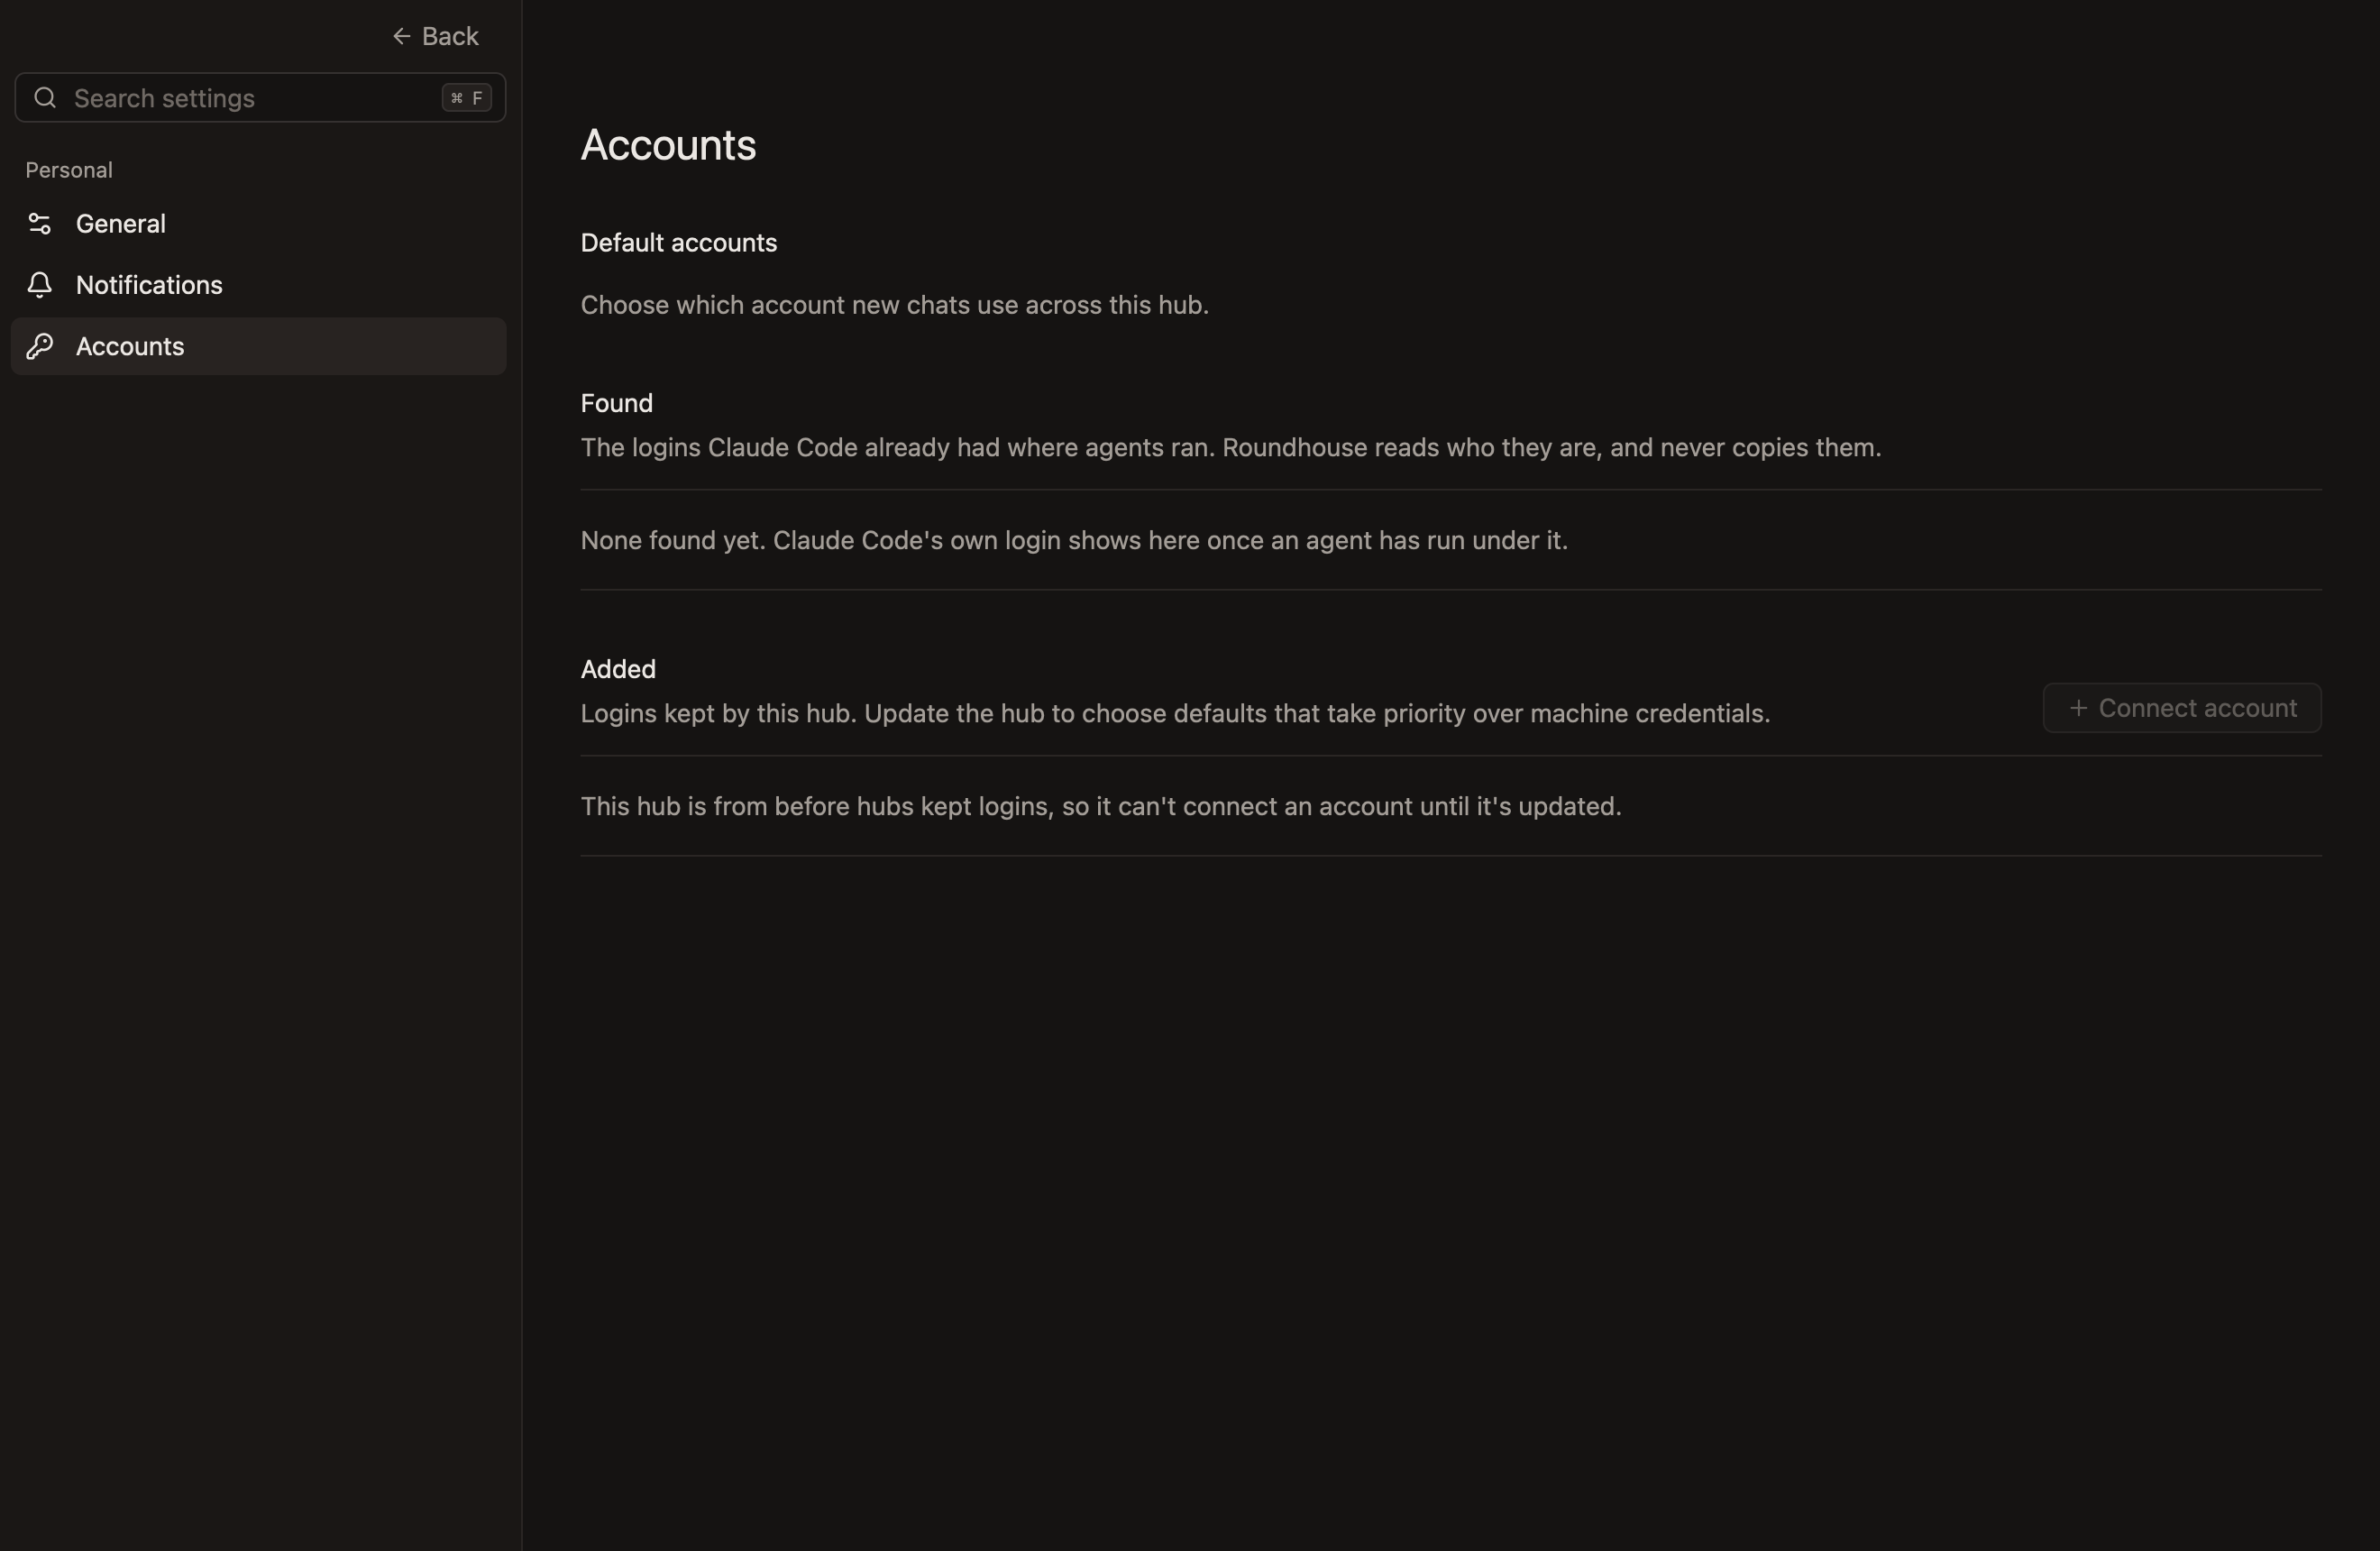 ← Back
Search settings
⌘ F
Personal
General
Notifications
Accounts
Accounts
Default accounts
Choose which account new chats use across this hub.
Found
The logins Claude Code already had where agents ran. Roundhouse reads who they are, and never copies them.
None found yet. Claude Code's own login shows here once an agent has run under it.
Added
Logins kept by this hub. Update the hub to choose defaults that take priority over machine credentials.
+ Connect account
This hub is from before hubs kept logins, so it can't connect an account until it's updated.